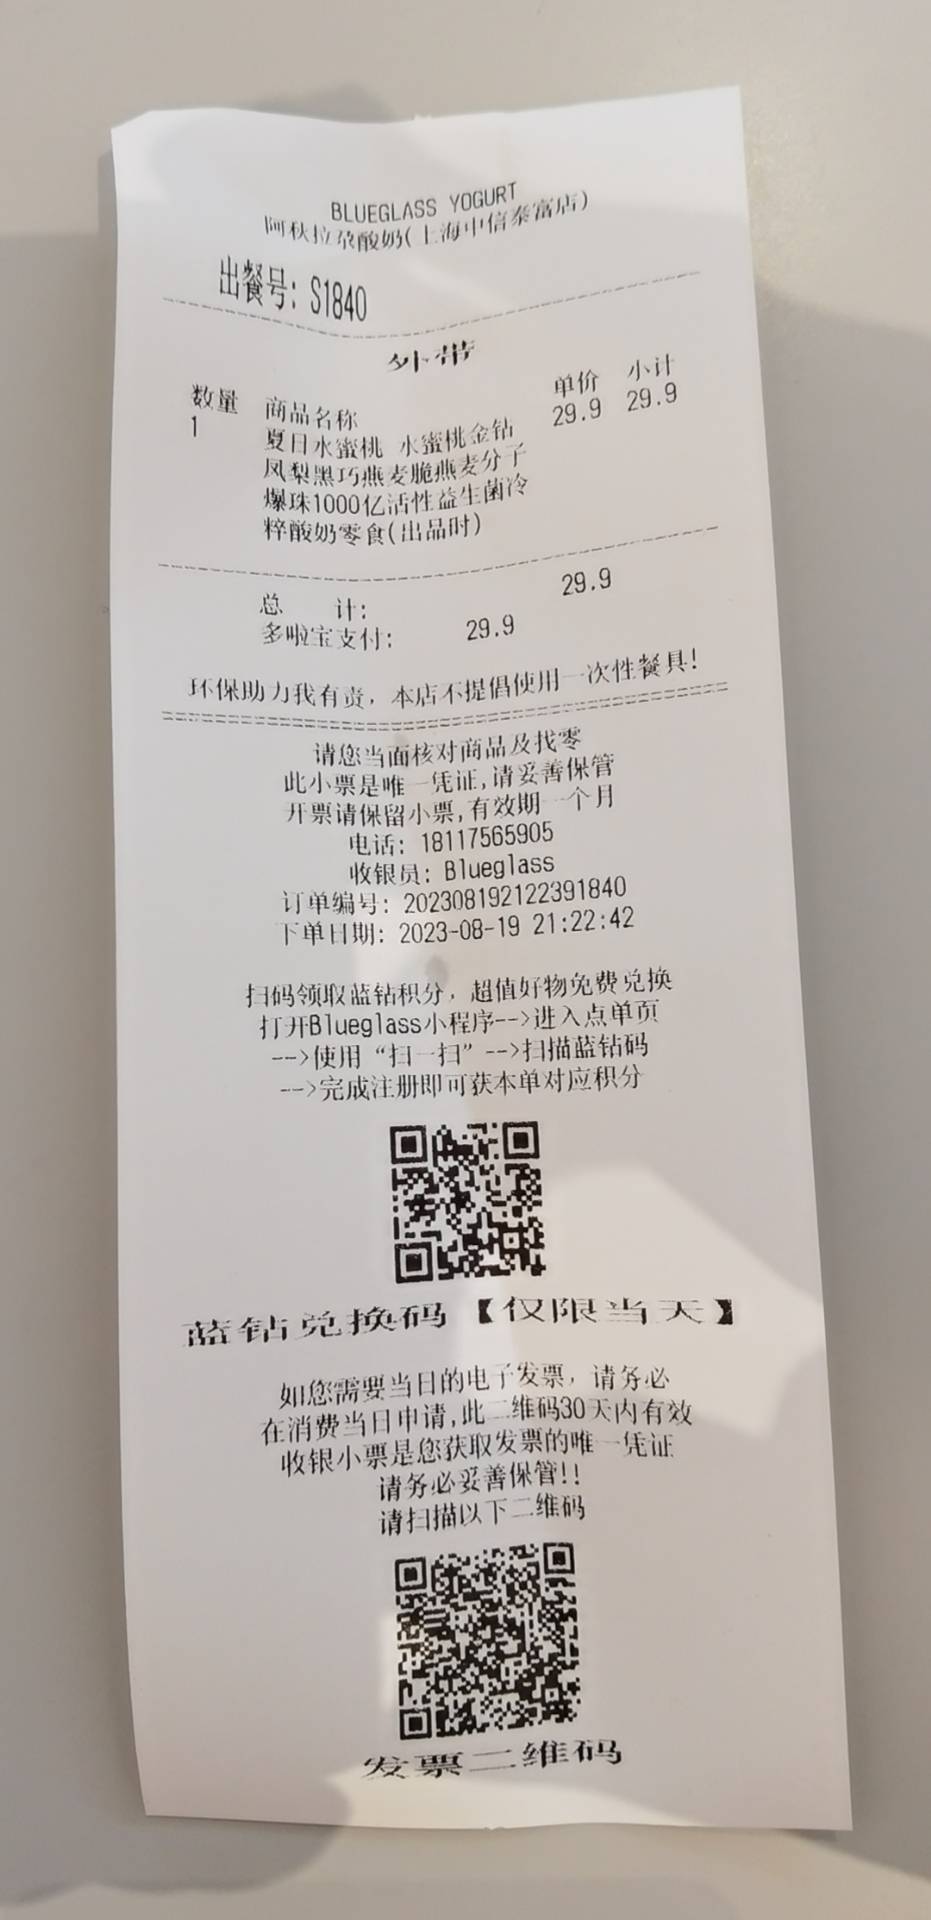 BLUEGLASS YOGURT
阿秋拉尕酸奶(上海中信泰富店)
出餐号: S1840
外带
数量 商品名称 单价 小计
1 夏日水蜜桃 水蜜桃金钻 29.9 29.9
凤梨黑巧燕麦脆燕麦分子
爆珠1000亿活性益生菌冷
粹酸奶零食(出品时)
总 计: 29.9
多啦宝支付: 29.9
环保助力我有责，本店不提倡使用一次性餐具!
请您当面核对商品及找零
此小票是唯一凭证,请妥善保管
开票请保留小票,有效期一个月
电话: 18117565905
收银员: Blueglass
订单编号: 202308192122391840
下单日期: 2023-08-19 21:22:42
扫码领取蓝钻积分，超值好物免费兑换
打开Blueglass小程序-->进入点单页
-->使用“扫一扫”-->扫描蓝钻码
-->完成注册即可获本单对应积分
蓝钻兑换码【仅限当天】
如您需要当日的电子发票，请务必
在消费当日申请,此二维码30天内有效
收银小票是您获取发票的唯一凭证
请务必妥善保管!!
请扫描以下二维码
发票二维码